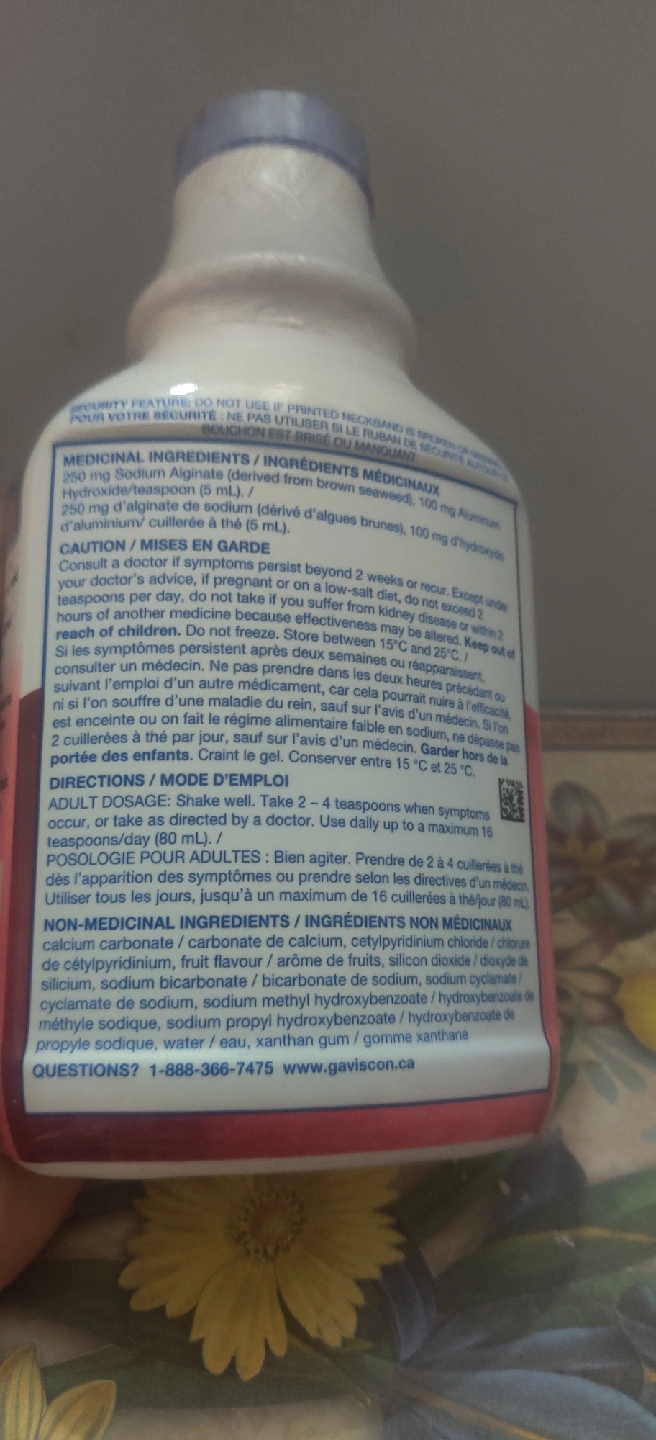 SECURITY FEATURE: DO NOT USE IF PRINTED NECKBAND IS BROKEN OR
POUR VOTRE SÉCURITÉ : NE PAS UTILISER SI LE RUBAN DE SÉCURITÉ AUTOUR
BOUCHON EST BRISÉ OU MANQUANT
MEDICINAL INGREDIENTS / INGRÉDIENTS MÉDICINAUX
250 mg Sodium Alginate (derived from brown seaweed), 100 mg Aluminum
Hydroxide/teaspoon (5 mL). /
250 mg d'alginate de sodium (dérivé d'algues brunes), 100 mg d'hydroxyde
d'aluminium/ cuillerée à thé (5 mL).
CAUTION / MISES EN GARDE
Consult a doctor if symptoms persist beyond 2 weeks or recur. Except under
your doctor's advice, if pregnant or on a low-salt diet, do not exceed 2
teaspoons per day, do not take if you suffer from kidney disease or within 2
hours of another medicine because effectiveness may be altered. Keep out of
reach of children. Do not freeze. Store between 15°C and 25°C. /
Si les symptômes persistent après deux semaines ou réapparaissent,
consulter un médecin. Ne pas prendre dans les deux heures précédant ou
suivant l'emploi d'un autre médicament, car cela pourrait nuire à l'efficacité,
ni si l'on souffre d'une maladie du rein, sauf sur l'avis d'un médecin. Si l'on
est enceinte ou on fait le régime alimentaire faible en sodium, ne dépasse pas
2 cuillerées à thé par jour, sauf sur l'avis d'un médecin. Garder hors de la
portée des enfants. Craint le gel. Conserver entre 15 °C et 25 °C.
DIRECTIONS / MODE D'EMPLOI
ADULT DOSAGE: Shake well. Take 2 – 4 teaspoons when symptoms
occur, or take as directed by a doctor. Use daily up to a maximum 16
teaspoons/day (80 mL). /
POSOLOGIE POUR ADULTES : Bien agiter. Prendre de 2 à 4 cuillerées à thé
dès l'apparition des symptômes ou prendre selon les directives d'un médecin.
Utiliser tous les jours, jusqu'à un maximum de 16 cuillerées à thé/jour (80 mL).
NON-MEDICINAL INGREDIENTS / INGRÉDIENTS NON MÉDICINAUX
calcium carbonate / carbonate de calcium, cetylpyridinium chloride / chlorure
de cétylpyridinium, fruit flavour / arôme de fruits, silicon dioxide / dioxyde de
silicium, sodium bicarbonate / bicarbonate de sodium, sodium cyclamate /
cyclamate de sodium, sodium methyl hydroxybenzoate / hydroxybenzoate de
méthyle sodique, sodium propyl hydroxybenzoate / hydroxybenzoate de
propyle sodique, water / eau, xanthan gum / gomme xanthane
QUESTIONS? 1-888-366-7475 www.gaviscon.ca